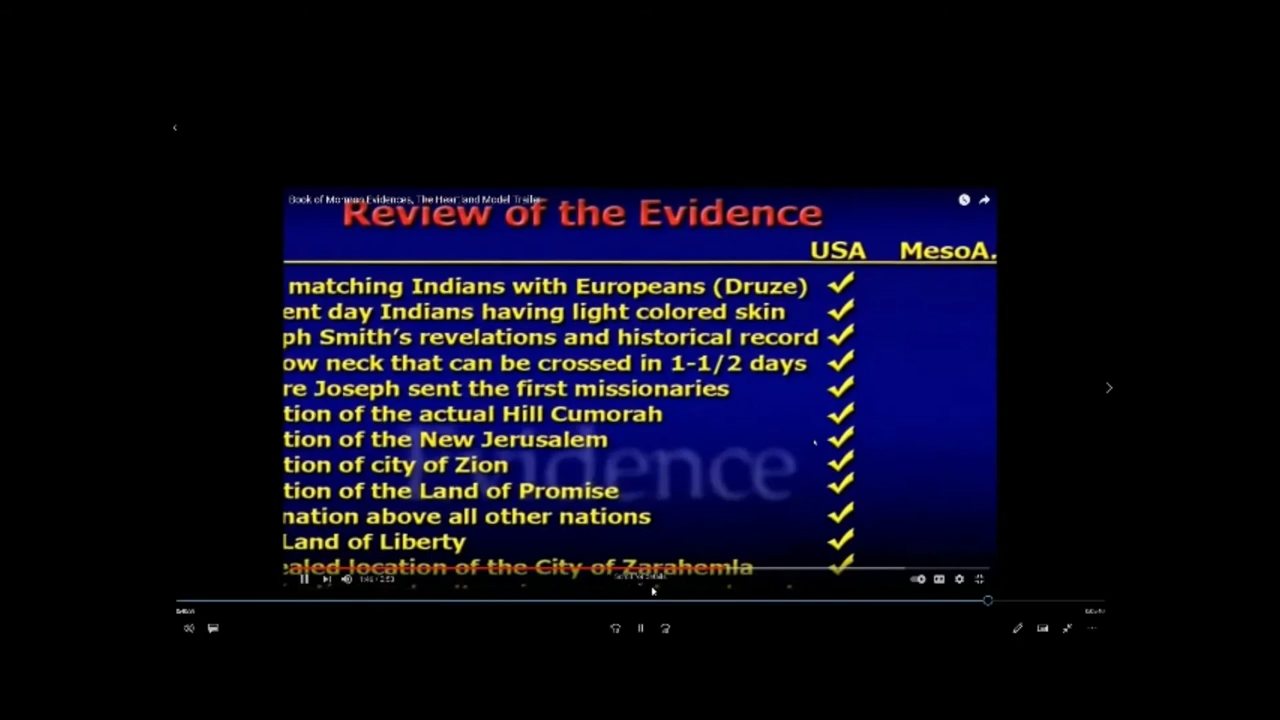 Book of Mormon Evidences, The Heartland Model Trailer
Review of the Evidence
USA MesoA.
matching Indians with Europeans (Druze)
ent day Indians having light colored skin
ph Smith's revelations and historical record
ow neck that can be crossed in 1-1/2 days
re Joseph sent the first missionaries
tion of the actual Hill Cumorah
tion of the New Jerusalem
tion of city of Zion
Evidence
tion of the Land of Promise
nation above all other nations
Land of Liberty
ealed location of the City of Zarahemla